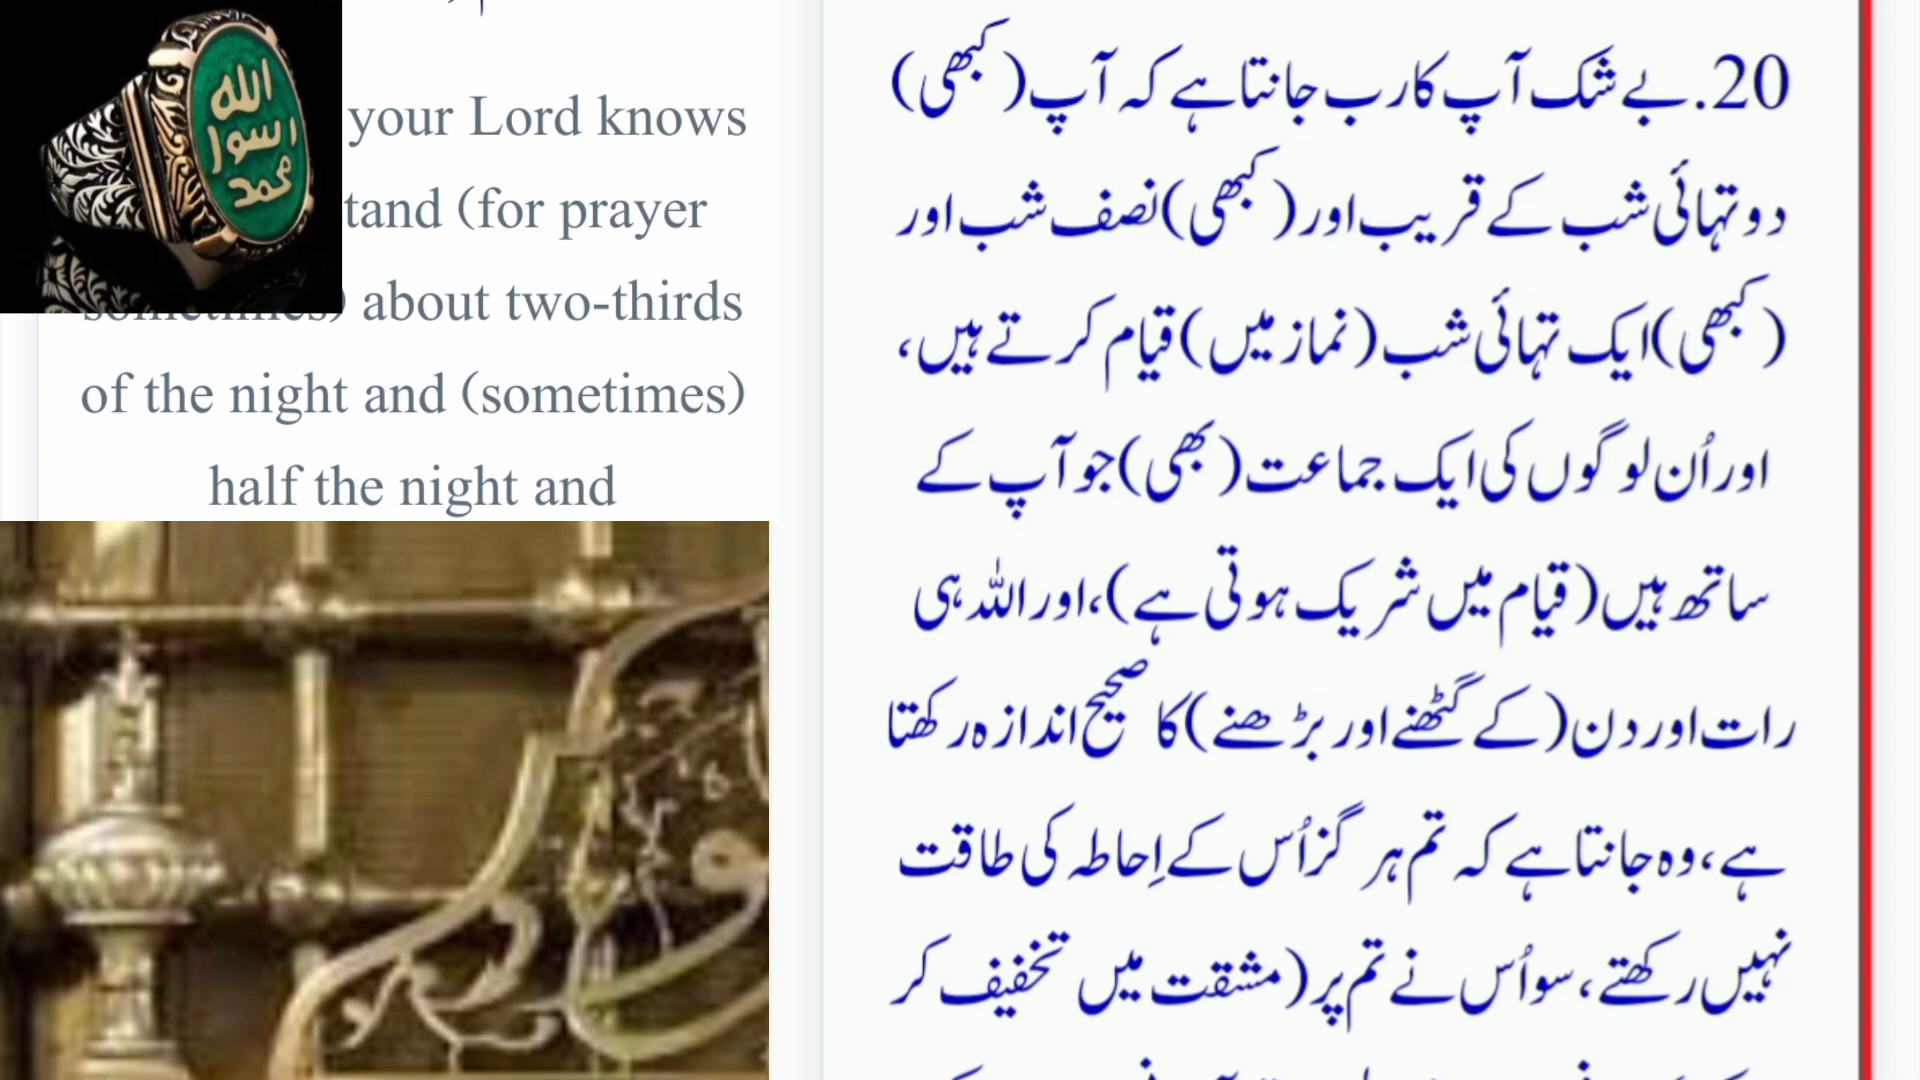 الله
رسول
محمد
your Lord knows
tand (for prayer
sometimes) about two-thirds
of the night and (sometimes)
half the night and
20. بے شک آپ کا رب جانتا ہے کہ آپ (کبھی)
دو تہائی شب کے قریب اور (کبھی) نصف شب اور
(کبھی) ایک تہائی شب (نماز میں) قیام کرتے ہیں،
اور اُن لوگوں کی ایک جماعت (بھی) جو آپ کے
ساتھ ہیں (قیام میں شریک ہوتی ہے)، اور اللہ ہی
رات اور دن (کے گھٹنے اور بڑھنے) کا صحیح اندازہ رکھتا
ہے، وہ جانتا ہے کہ تم ہرگز اُس کے اِحاطہ کی طاقت
نہیں رکھتے، سو اُس نے تم پر (مشقت میں تخفیف کر